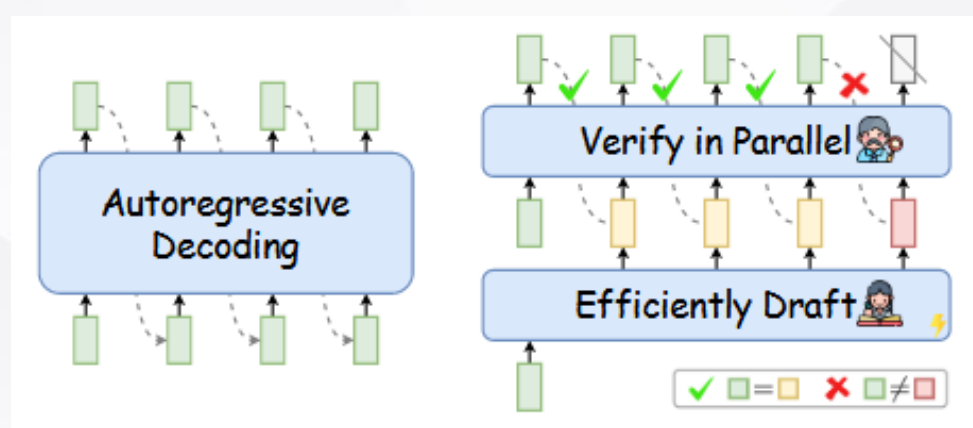 Autoregressive
Decoding
Verify in Parallel
Efficiently Draft